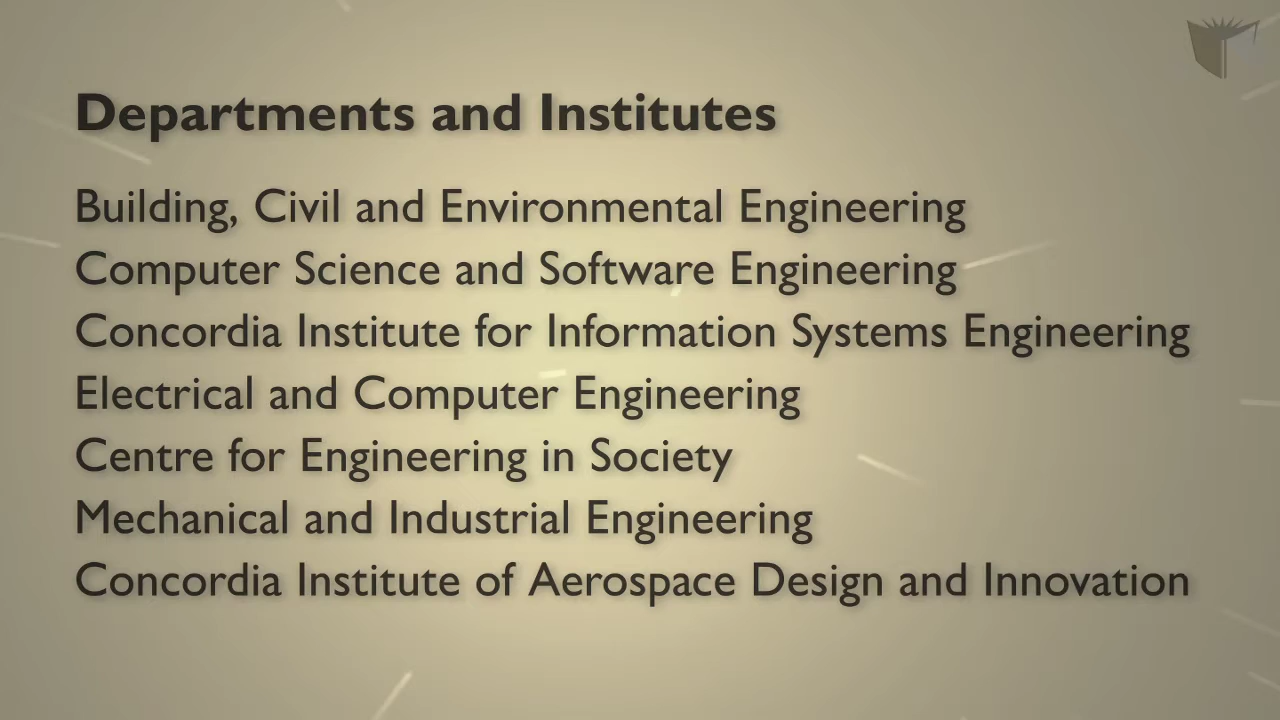 Departments and Institutes
Building, Civil and Environmental Engineering
Computer Science and Software Engineering
Concordia Institute for Information Systems Engineering
Electrical and Computer Engineering
Centre for Engineering in Society
Mechanical and Industrial Engineering
Concordia Institute of Aerospace Design and Innovation